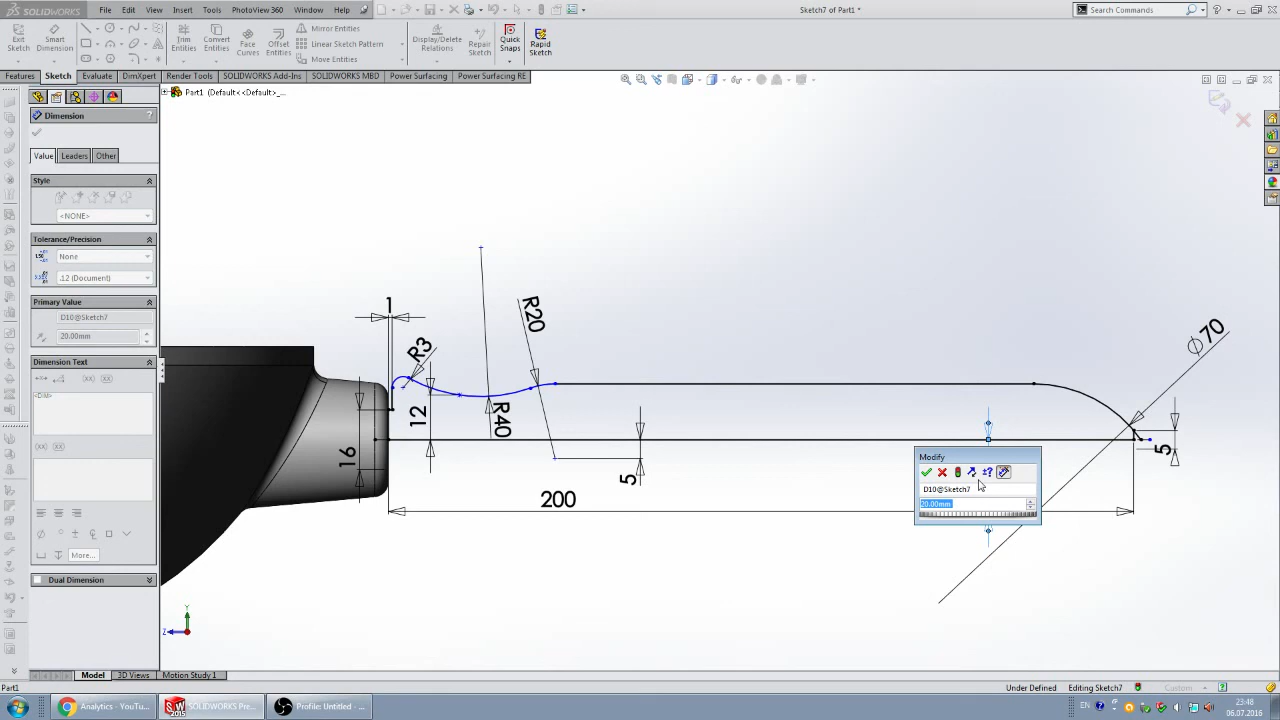 SOLIDWORKS
File Edit View Insert Tools PhotoView 360 Window Help
Sketch7 of Part1 *
Search Commands
Exit Sketch
Smart Dimension
Trim Entities
Convert Entities
Face Curves
Offset Entities
Mirror Entities
Linear Sketch Pattern
Move Entities
Display/Delete Relations
Repair Sketch
Quick Snaps
Rapid Sketch
Features Sketch Evaluate DimXpert Render Tools SOLIDWORKS Add-Ins SOLIDWORKS MBD Power Surfacing Power Surfacing RE
Part1 (Default<<Default>_...
Dimension ?
Value Leaders Other
Style
<NONE>
Tolerance/Precision
None
.12 (Document)
Primary Value
D10@Sketch7
20.00mm
Dimension Text
<DIM>
More...
Dual Dimension
1
R3
R20
12
R40
16
5
200
Ø70
5
Modify
D10@Sketch7
20.00mm
Y
Z
Model 3D Views Motion Study 1
Part1
Under Defined Editing Sketch7 Custom
Analytics - YouTu...
SOLIDWORKS Pre...
Profile: Untitled - ...
EN
23:48
06.07.2016